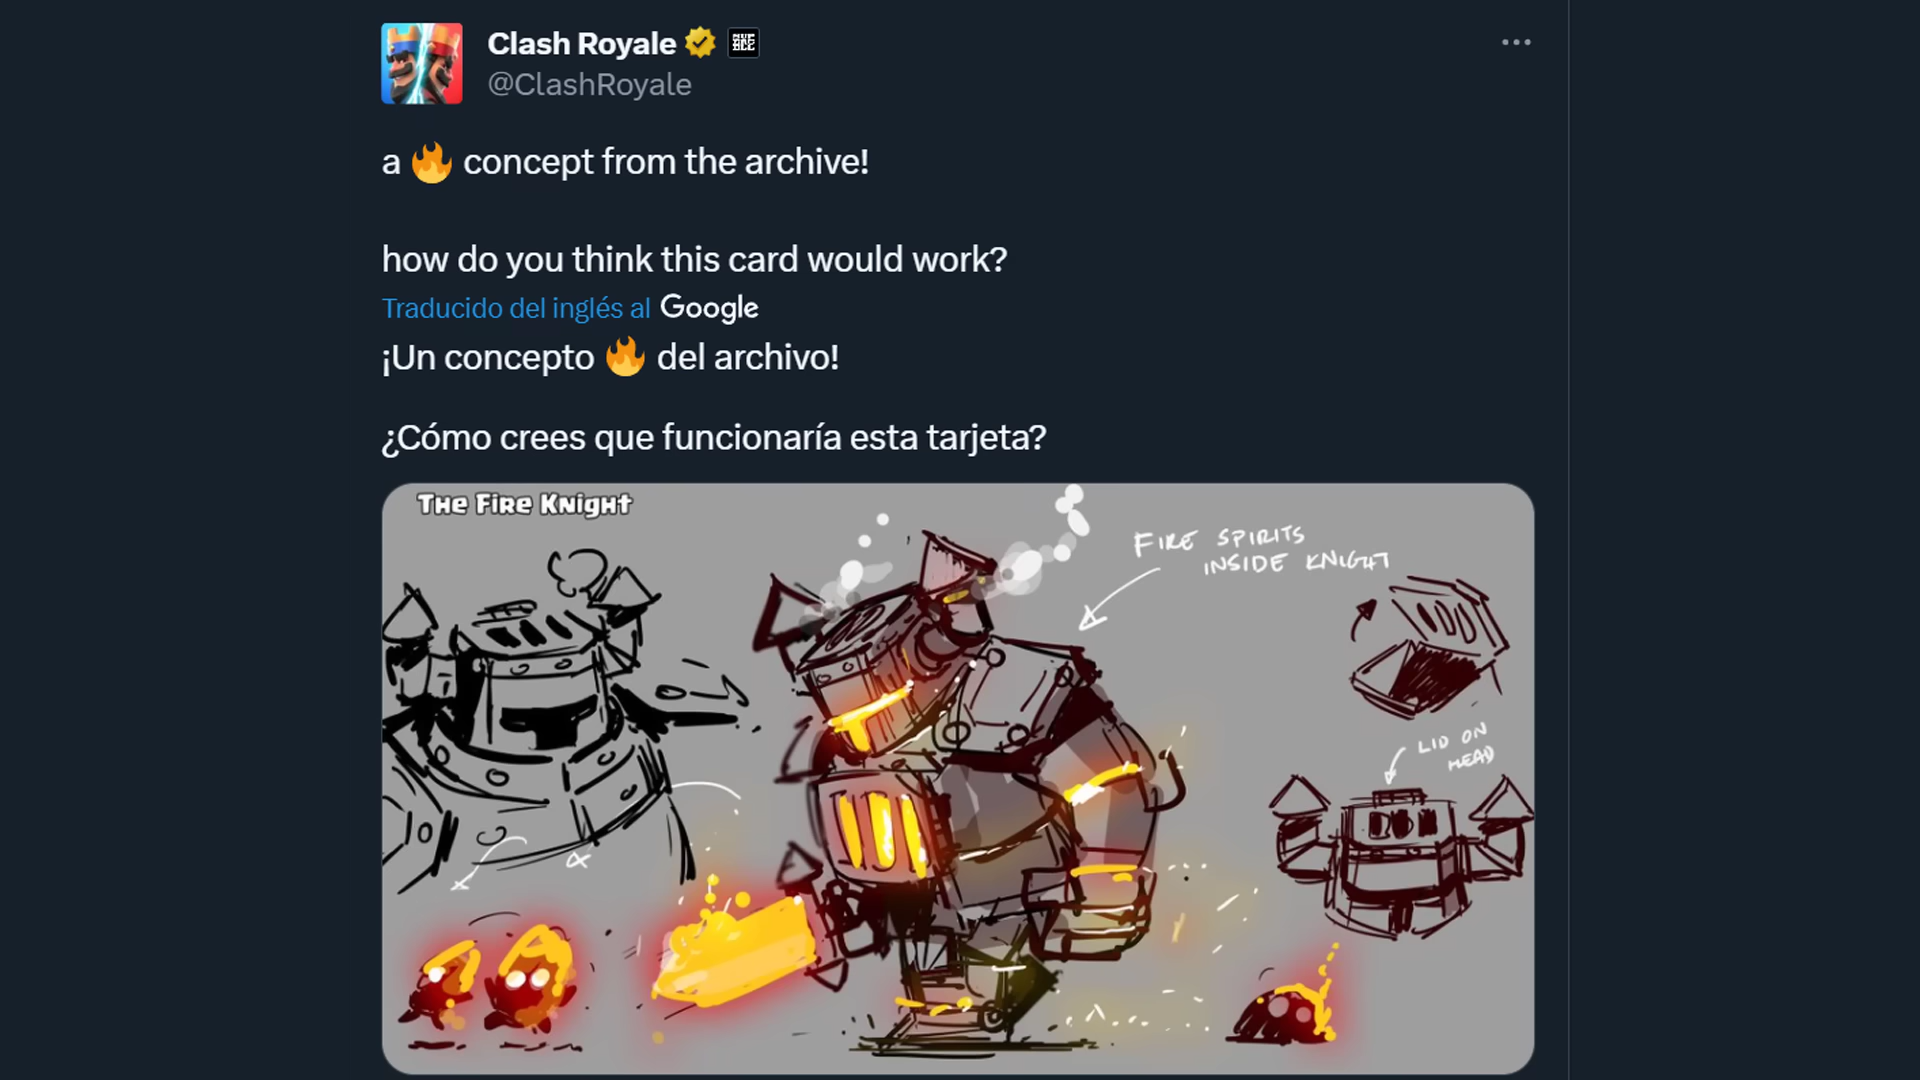 Clash Royale
@ClashRoyale
a 🔥 concept from the archive!
how do you think this card would work?
Traducido del inglés al Google
¡Un concepto 🔥 del archivo!
¿Cómo crees que funcionaría esta tarjeta?
The Fire Knight
FIRE SPIRITS
INSIDE KNIGHT
LID ON
HEAD